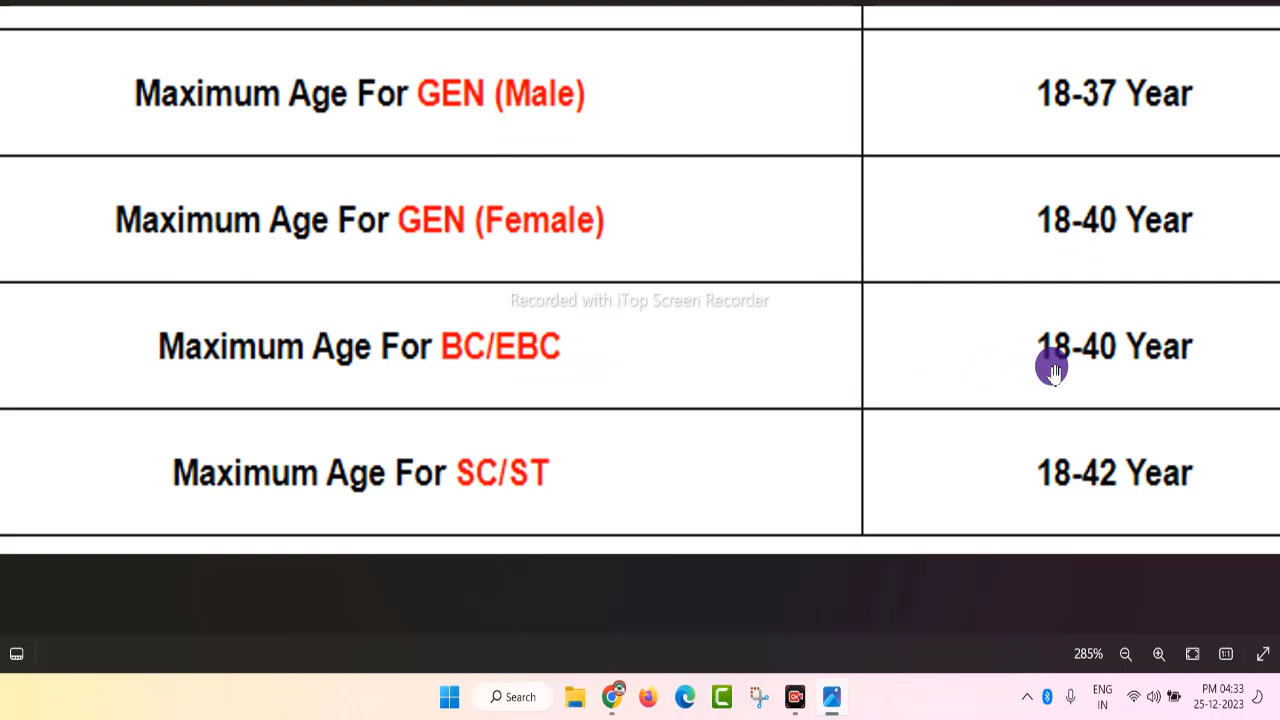 Maximum Age For GEN (Male) 18-37 Year
Maximum Age For GEN (Female) 18-40 Year
Recorded with iTop Screen Recorder
Maximum Age For BC/EBC 18-40 Year
Maximum Age For SC/ST 18-42 Year
285%
Search
ENG
IN
PM 04:33
25-12-2023